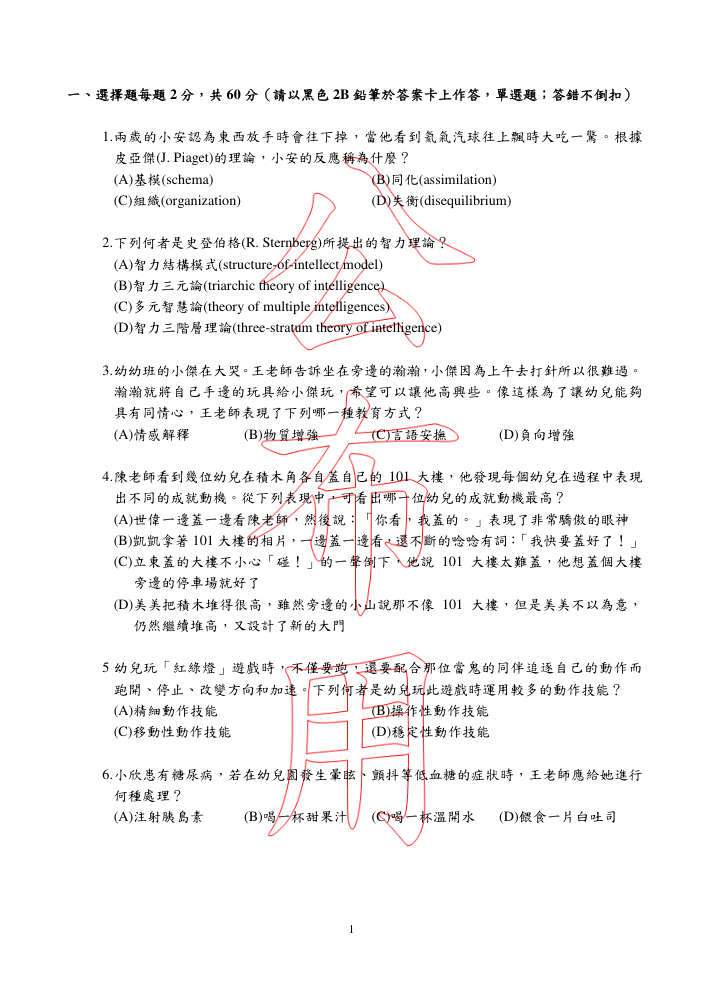 一、選擇題每題 2 分，共 60 分（請以黑色 2B 鉛筆於答案卡上作答，單選題；答錯不倒扣）
1.兩歲的小安認為東西放手時會往下掉，當他看到氦氣汽球往上飄時大吃一驚。根據
皮亞傑(J. Piaget)的理論，小安的反應稱為什麼？
(A)基模(schema) (B)同化(assimilation)
(C)組織(organization) (D)失衡(disequilibrium)
2.下列何者是史登伯格(R. Sternberg)所提出的智力理論？
(A)智力結構模式(structure-of-intellect model)
(B)智力三元論(triarchic theory of intelligence)
(C)多元智慧論(theory of multiple intelligences)
(D)智力三階層理論(three-stratum theory of intelligence)
3.幼幼班的小傑在大哭。王老師告訴坐在旁邊的瀚瀚，小傑因為上午去打針所以很難過。
瀚瀚就將自己手邊的玩具給小傑玩，希望可以讓他高興些。像這樣為了讓幼兒能夠
具有同情心，王老師表現了下列哪一種教育方式？
(A)情感解釋 (B)物質增強 (C)言語安撫 (D)負向增強
4.陳老師看到幾位幼兒在積木角各自蓋自己的 101 大樓，他發現每個幼兒在過程中表現
出不同的成就動機。從下列表現中，可看出哪一位幼兒的成就動機最高？
(A)世偉一邊蓋一邊看陳老師，然後說：「你看，我蓋的。」表現了非常驕傲的眼神
(B)凱凱拿著 101 大樓的相片，一邊蓋一邊看，還不斷的唸唸有詞：「我快要蓋好了！」
(C)立東蓋的大樓不小心「碰！」的一聲倒下，他說 101 大樓太難蓋，他想蓋個大樓
旁邊的停車場就好了
(D)美美把積木堆得很高，雖然旁邊的小山說那不像 101 大樓，但是美美不以為意，
仍然繼續堆高，又設計了新的大門
5 幼兒玩「紅綠燈」遊戲時，不僅要跑，還要配合那位當鬼的同伴追逐自己的動作而
跑開、停止、改變方向和加速。下列何者是幼兒玩此遊戲時運用較多的動作技能？
(A)精細動作技能 (B)操作性動作技能
(C)移動性動作技能 (D)穩定性動作技能
6.小欣患有糖尿病，若在幼兒園發生暈眩、顫抖等低血糖的症狀時，王老師應給她進行
何種處理？
(A)注射胰島素 (B)喝一杯甜果汁 (C)喝一杯溫開水 (D)餵食一片白吐司
公布用
1